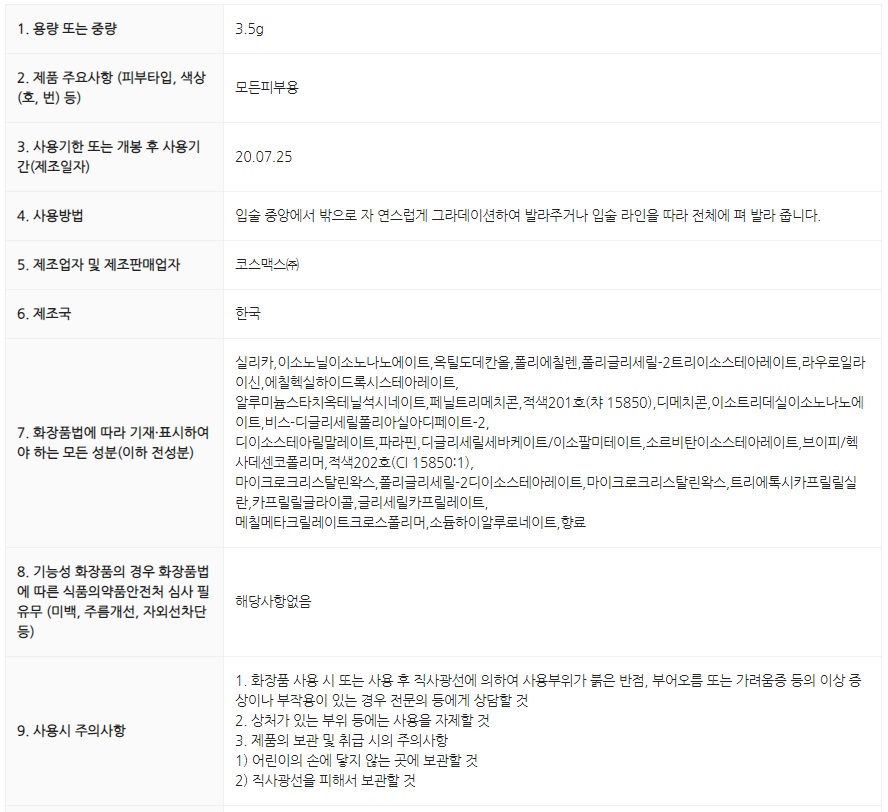 1. 용량 또는 중량
3.5g
2. 제품 주요사항 (피부타입, 색상
(호, 번) 등)
모든피부용
3. 사용기한 또는 개봉 후 사용기
간(제조일자)
20.07.25
4. 사용방법
입술 중앙에서 밖으로 자 연스럽게 그라데이션하여 발라주거나 입술 라인을 따라 전체에 펴 발라 줍니다.
5. 제조업자 및 제조판매업자
코스맥스㈜
6. 제조국
한국
7. 화장품법에 따라 기재·표시하여
야 하는 모든 성분(이하 전성분)
실리카,이소노닐이소노나노에이트,옥틸도데칸올,폴리에칠렌,폴리글리세릴-2트리이소스테아레이트,라우로일라
이신,에칠헥실하이드록시스테아레이트,
알루미늄스타치옥테닐석시네이트,페닐트리메치콘,적색201호(챠 15850),디메치콘,이소트리데실이소노나노에
이트,비스-디글리세릴폴리아실아디페이트-2,
디이소스테아릴말레이트,파라핀,디글리세릴세바케이트/이소팔미테이트,소르비탄이소스테아레이트,브이피/헥
사데센코폴리머,적색202호(CI 15850:1),
마이크로크리스탈린왁스,폴리글리세릴-2디이소스테아레이트,마이크로크리스탈린왁스,트리에톡시카프릴릴실
란,카프릴릴글라이콜,글리세릴카프릴레이트,
메칠메타크릴레이트크로스폴리머,소듐하이알루로네이트,향료
8. 기능성 화장품의 경우 화장품법
에 따른 식품의약품안전처 심사 필
유무 (미백, 주름개선, 자외선차단
등)
해당사항없음
9. 사용시 주의사항
1. 화장품 사용 시 또는 사용 후 직사광선에 의하여 사용부위가 붉은 반점, 부어오름 또는 가려움증 등의 이상 증
상이나 부작용이 있는 경우 전문의 등에게 상담할 것
2. 상처가 있는 부위 등에는 사용을 자제할 것
3. 제품의 보관 및 취급 시의 주의사항
1) 어린이의 손에 닿지 않는 곳에 보관할 것
2) 직사광선을 피해서 보관할 것